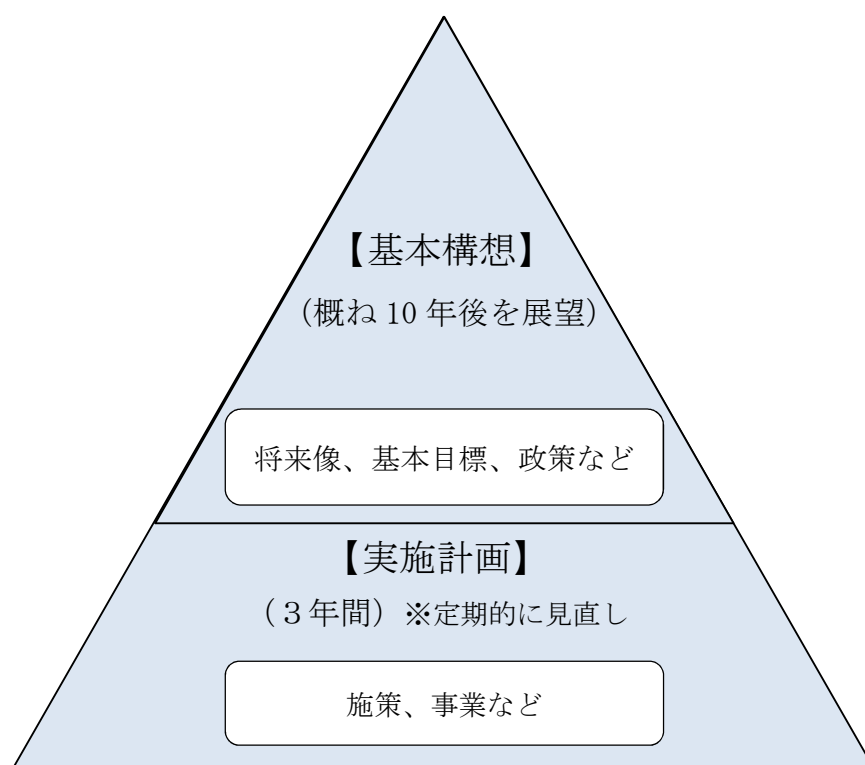 【基本構想】
（概ね 10 年後を展望）
将来像、基本目標、政策など
【実施計画】
（３年間）※定期的に見直し
施策、事業など